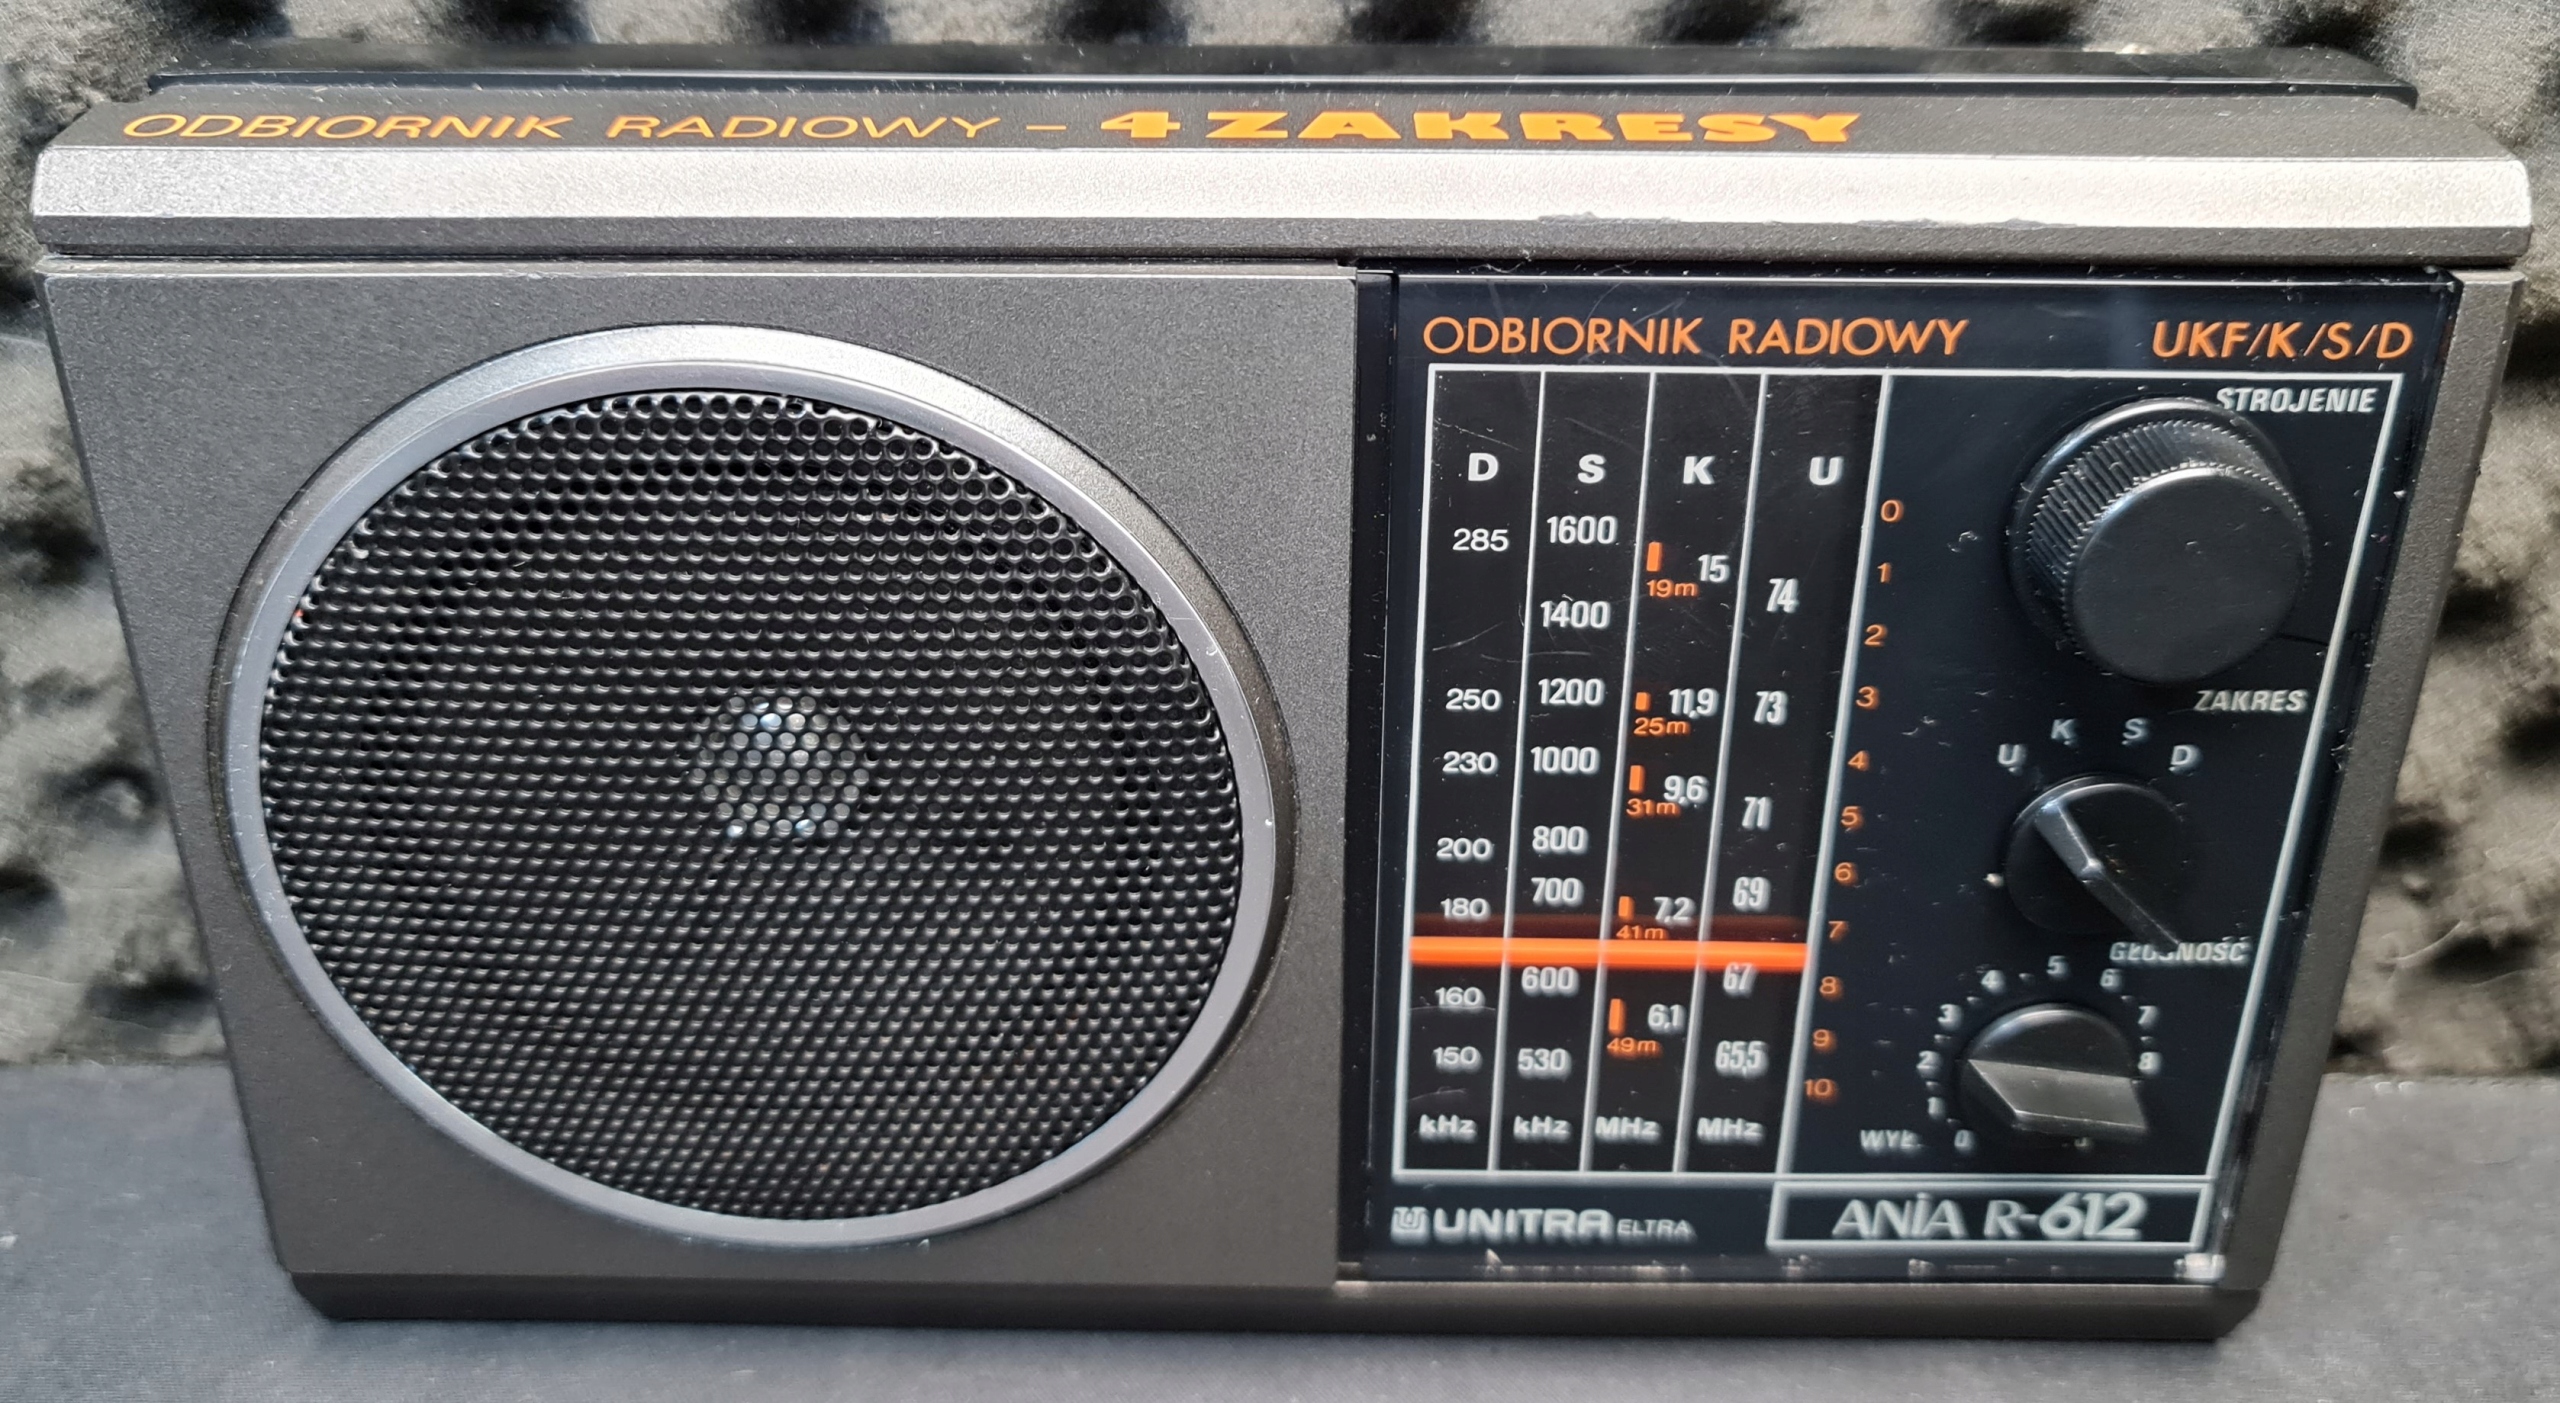 ODBIORNIK RADIOWY – 4 ZAKRESY
ODBIORNIK RADIOWY UKF/K/S/D
STROJENIE
D S K U
0
285 1600 15
19m
1
1400 74
2
250 1200 11,9 73
25m
3
230 1000 9,6
31m
4
71
5
200 800
6
180 700 7,2 69
41m
7
160 600 67
8
6,1
49m
9
150 530 65,5
10
kHz kHz MHz MHz
ZAKRES
U K S D
GŁOŚNOŚĆ
WYŁ. 0 1 2 3 4 5 6 7 8
UNITRA ELTRA
ANiA R-612